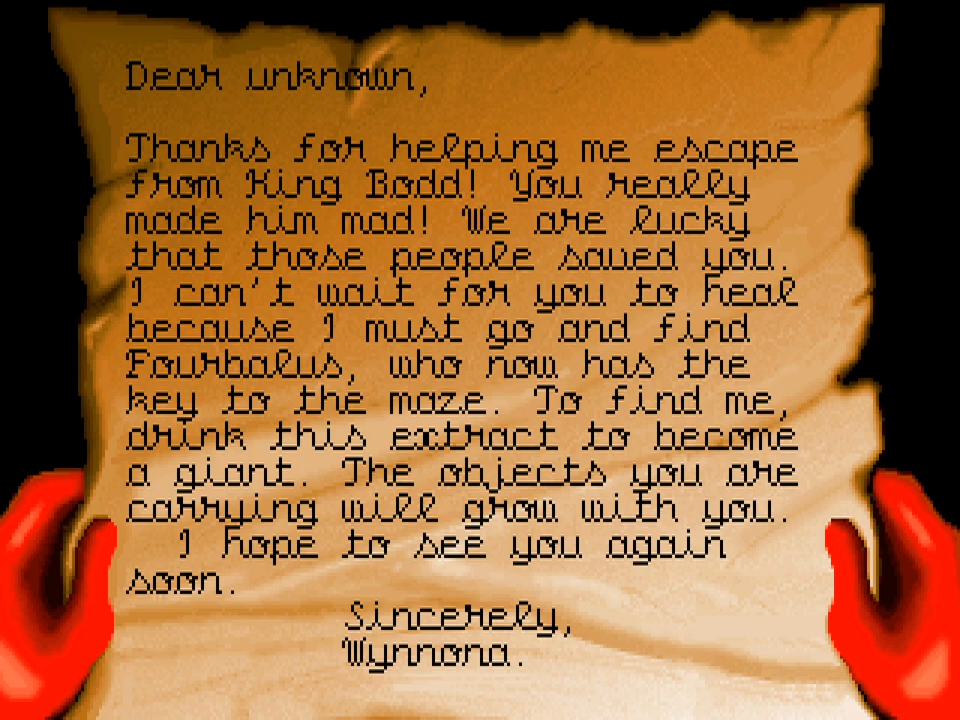 Dear unknown,
Thanks for helping me escape
from King Bodd! You really
made him mad! We are lucky
that those people saved you.
I can't wait for you to heal
because I must go and find
Fourbalus, who now has the
key to the maze. To find me,
drink this extract to become
a giant. The objects you are
carrying will grow with you.
I hope to see you again
soon.
Sincerely,
Wynnona.